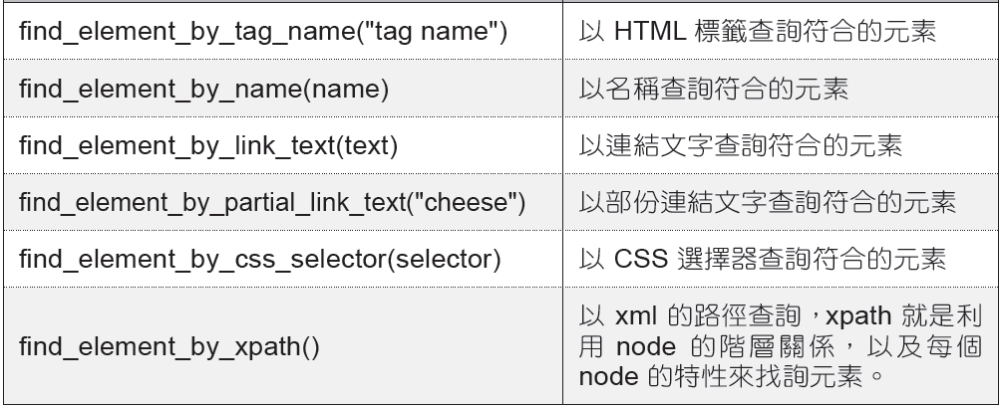 find_element_by_tag_name("tag name")
以 HTML 標籤查詢符合的元素
find_element_by_name(name)
以名稱查詢符合的元素
find_element_by_link_text(text)
以連結文字查詢符合的元素
find_element_by_partial_link_text("cheese")
以部份連結文字查詢符合的元素
find_element_by_css_selector(selector)
以 CSS 選擇器查詢符合的元素
find_element_by_xpath()
以 xml 的路徑查詢，xpath 就是利
用 node 的階層關係，以及每個
node 的特性來找詢元素。